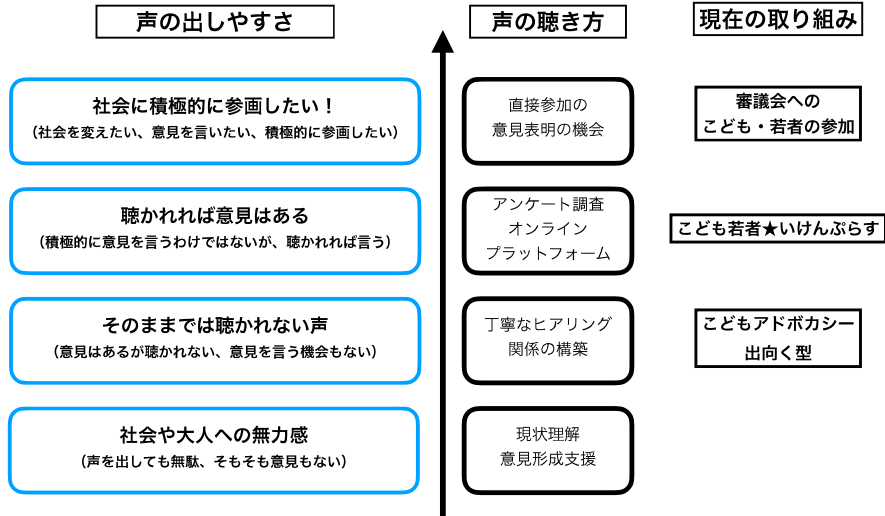 声の出しやすさ
声の聴き方
現在の取り組み
社会に積極的に参画したい！
（社会を変えたい、意見を言いたい、積極的に参画したい）
直接参加の
意見表明の機会
審議会への
こども・若者の参加
聴かれれば意見はある
（積極的に意見を言うわけではないが、聴かれれば言う）
アンケート調査
オンライン
プラットフォーム
こども若者★いけんぷらす
そのままでは聴かれない声
（意見はあるが聴かれない、意見を言う機会もない）
丁寧なヒアリング
関係の構築
こどもアドボカシー
出向く型
社会や大人への無力感
（声を出しても無駄、そもそも意見もない）
現状理解
意見形成支援